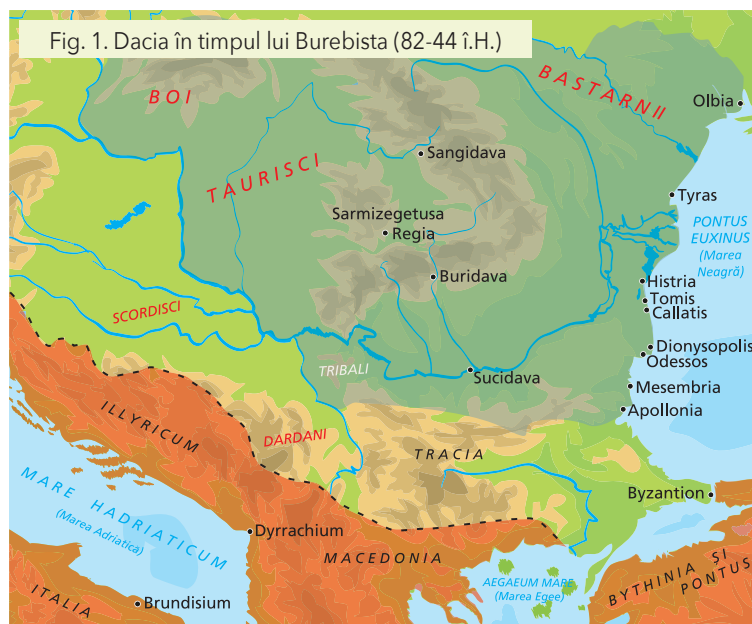 Fig. 1. Dacia în timpul lui Burebista (82-44 î.H.)
BOI
BASTARNII
Olbia
Sangidava
TAURISCI
Tyras
Sarmizegetusa
Regia
PONTUS
EUXINUS
(Marea
Neagră)
Buridava
Histria
Tomis
Callatis
SCORDISCI
Dionysopolis
Odessos
TRIBALI
Sucidava
Mesembria
Apollonia
ILLYRICUM
DARDANI
TRACIA
MARE HADRIATICUM
(Marea Adriatică)
Byzantion
Dyrrachium
MACEDONIA
AEGAEUM MARE
(Marea Egee)
BYTHINIA ȘI
PONTUS
ITALIA
Brundisium